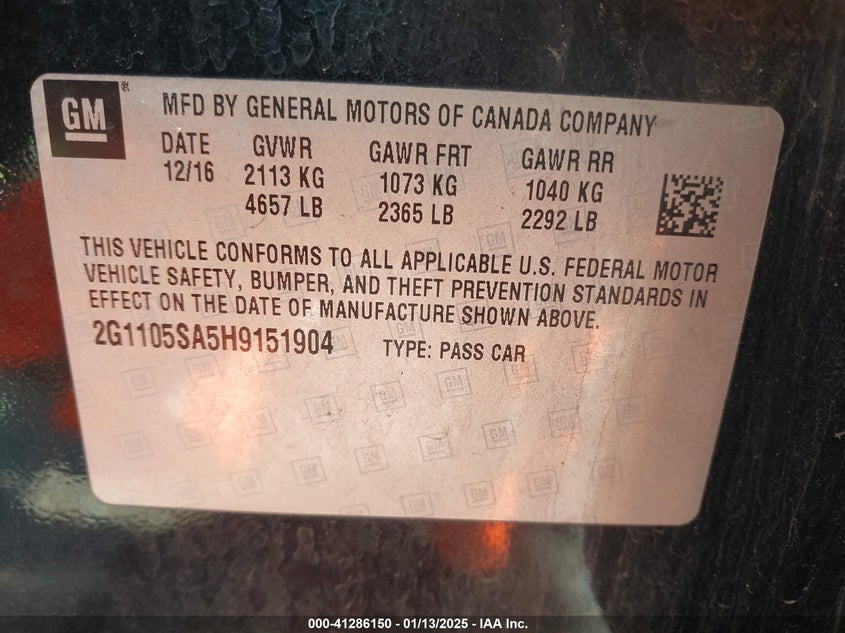 GM®
MFD BY GENERAL MOTORS OF CANADA COMPANY
DATE GVWR GAWR FRT GAWR RR
12/16 2113 KG 1073 KG 1040 KG
4657 LB 2365 LB 2292 LB
THIS VEHICLE CONFORMS TO ALL APPLICABLE U.S. FEDERAL MOTOR
VEHICLE SAFETY, BUMPER, AND THEFT PREVENTION STANDARDS IN
EFFECT ON THE DATE OF MANUFACTURE SHOWN ABOVE.
2G1105SA5H9151904 TYPE: PASS CAR
000-41286150 — 01/13/2025 — IAA Inc.